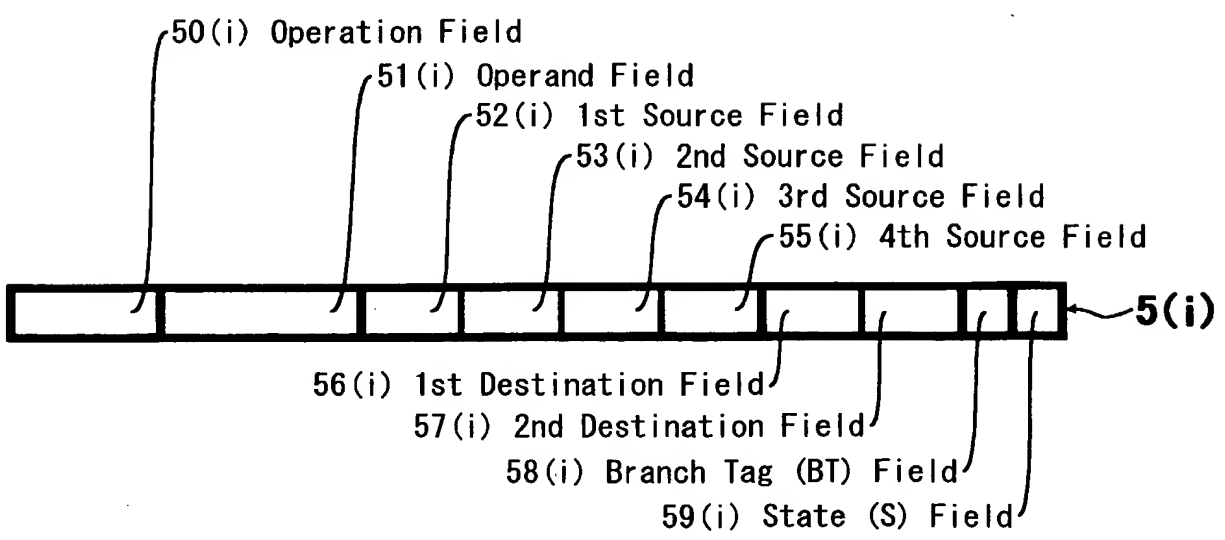 50(i) Operation Field
51(i) Operand Field
52(i) 1st Source Field
53(i) 2nd Source Field
54(i) 3rd Source Field
55(i) 4th Source Field
5(i)
56(i) 1st Destination Field
57(i) 2nd Destination Field
58(i) Branch Tag (BT) Field
59(i) State (S) Field